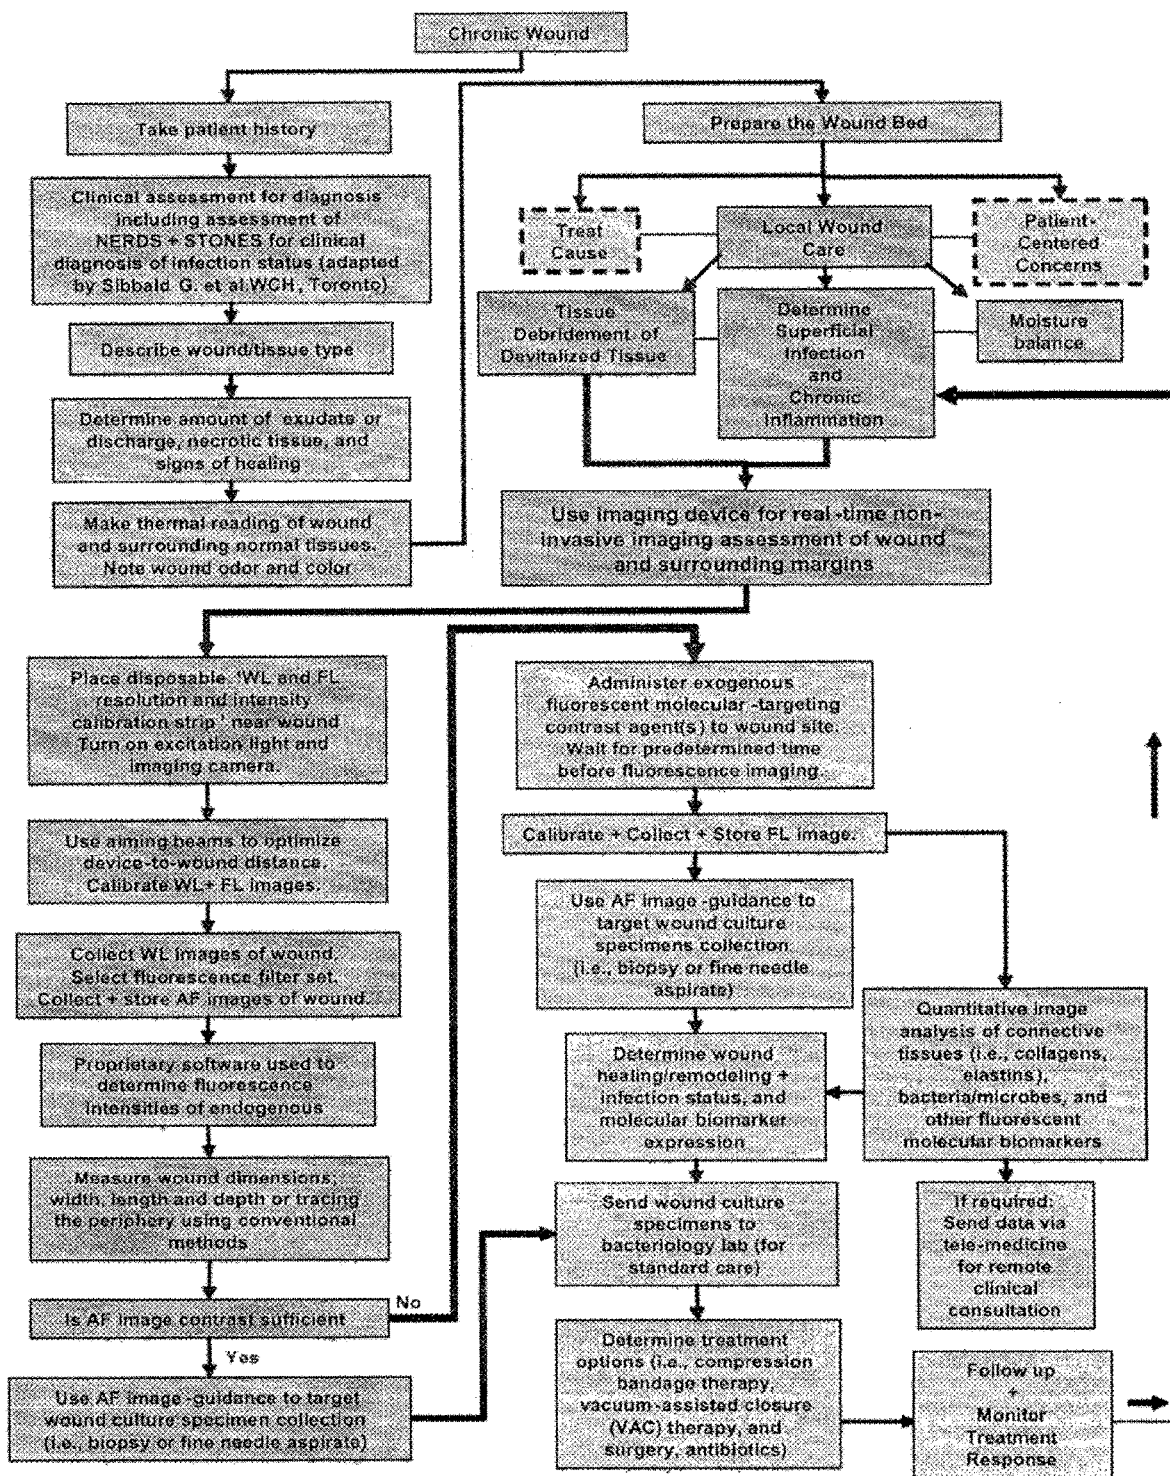 Chronic Wound
Take patient history
Clinical assessment for diagnosis
including assessment of
NERDS + STONES for clinical
diagnosis of infection status (adapted
by Sibbald G. et al.WCH, Toronto)
Describe wound/tissue type
Determine amount of exudate or
discharge, necrotic tissue, and
signs of healing
Make thermal reading of wound
and surrounding normal tissues.
Note wound odor and color
Prepare the Wound Bed
Treat
Cause
Local Wound
Care
Patient-
Centered
Concerns
Tissue
Debridement of
Devitalized Tissue
Determine
Superficial
Infection
and
Chronic
Inflammation
Moisture
balance
Use imaging device for real-time non-
invasive imaging assessment of wound
and surrounding margins
Place disposable 'WL and FL
resolution and intensity
calibration strip' near wound
Turn on excitation light and
imaging camera.
Use aiming beams to optimize
device-to-wound distance.
Calibrate WL+ FL images.
Collect WL images of wound.
Select fluorescence filter set.
Collect + store AF images of wound.
Proprietary software used to
determine fluorescence
intensities of endogenous
Measure wound dimensions;
width, length and depth or tracing
the periphery using conventional
methods
Is AF image contrast sufficient
No
Yes
Use AF image-guidance to target
wound culture specimen collection
(i.e., biopsy or fine needle aspirate)
Administer exogenous
fluorescent molecular-targeting
contrast agent(s) to wound site.
Wait for predetermined time
before fluorescence imaging.
Calibrate + Collect + Store FL image.
Use AF image-guidance to
target wound culture
specimens collection
(i.e., biopsy or fine needle
aspirate)
Determine wound
healing/remodeling +
infection status, and
molecular biomarker
expression
Quantitative image
analysis of connective
tissues (i.e., collagens,
elastins),
bacteria/microbes, and
other fluorescent
molecular biomarkers
Send wound culture
specimens to
bacteriology lab (for
standard care)
If required:
Send data via
tele-medicine
for remote
clinical
consultation
Determine treatment
options (i.e., compression
bandage therapy,
vacuum-assisted closure
(VAC) therapy, and
surgery, antibiotics)
Follow up
+
Monitor
Treatment
Response